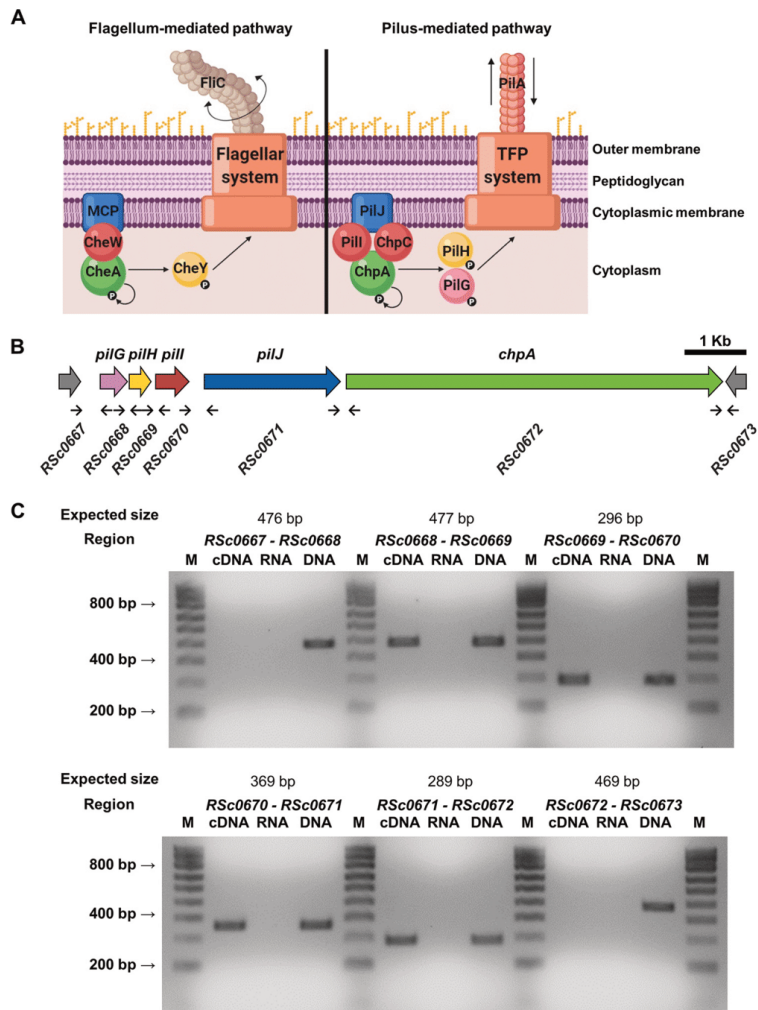 A
Flagellum-mediated pathway Pilus-mediated pathway
FliC PilA
Flagellar system TFP system
Outer membrane
Peptidoglycan
MCP PilJ Cytoplasmic membrane
CheW PilI ChpC PilH
CheA CheY ChpA Cytoplasm
P P P PilG P P
B
1 Kb
pilG pilH pilI pilJ chpA
RSc0667 RSc0668 RSc0669 RSc0670 RSc0671 RSc0672 RSc0673
C
Expected size 476 bp 477 bp 296 bp
Region RSc0667 - RSc0668 RSc0668 - RSc0669 RSc0669 - RSc0670
M cDNA RNA DNA M cDNA RNA DNA M cDNA RNA DNA M
800 bp →
400 bp →
200 bp →
Expected size 369 bp 289 bp 469 bp
Region RSc0670 - RSc0671 RSc0671 - RSc0672 RSc0672 - RSc0673
M cDNA RNA DNA M cDNA RNA DNA M cDNA RNA DNA M
800 bp →
400 bp →
200 bp →